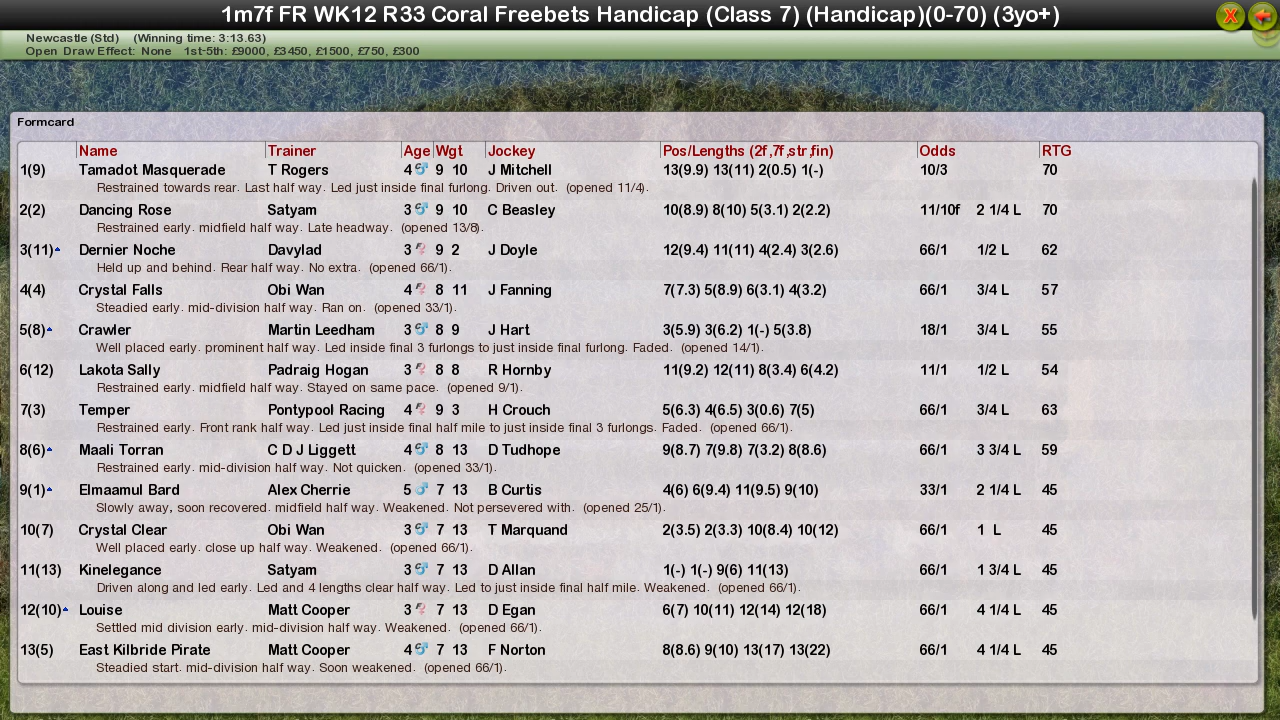 1m7f FR WK12 R33 Coral Freebets Handicap (Class 7) (Handicap)(0-70) (3yo+)
Newcastle (Std) (Winning time: 3:13.63)
Open Draw Effect: None 1st-5th: £9000, £3450, £1500, £750, £300
Formcard
Name Trainer Age Wgt Jockey Pos/Lengths (2f,7f,str,fin) Odds RTG
1(9) Tamadot Masquerade T Rogers 4 9 10 J Mitchell 13(9.4) 13(11) 2(0.5) 1(-) 10/3 70
Restrained towards rear. Last half way. Led just inside final furlong. Driven out. (opened 11/4).
2(2) Dancing Rose Satyam 3 9 10 C Beasley 10(8.9) 8(10) 5(3.1) 2(2.2) 11/10f 2 1/4 L 70
Restrained early. midfield half way. Late headway. (opened 13/8).
3(11) Dernier Noche Davylad 3 9 2 J Doyle 12(9.4) 11(11) 4(2.4) 3(2.6) 66/1 1/2 L 62
Held up and behind. Rear half way. No extra. (opened 66/1).
4(4) Crystal Falls Obi Wan 4 8 11 J Fanning 7(7.3) 5(8.9) 6(3.1) 4(3.2) 66/1 3/4 L 57
Steadied early. mid-division half way. Ran on. (opened 33/1).
5(8) Crawler Martin Leedham 3 8 9 J Hart 3(5.9) 3(6.2) 1(-) 5(3.8) 18/1 3/4 L 55
Well placed early. prominent half way. Led inside final 3 furlongs to just inside final furlong. Faded. (opened 14/1).
6(12) Lakota Sally Padraig Hogan 3 8 8 R Hornby 11(9.2) 12(11) 8(3.4) 6(4.2) 11/1 1/2 L 54
Restrained early. midfield half way. Stayed on same pace. (opened 9/1).
7(3) Temper Pontypool Racing 4 9 3 H Crouch 5(6.3) 4(6.5) 3(0.6) 7(5) 66/1 3/4 L 63
Restrained early. Front rank half way. Led just inside final half mile to just inside final 3 furlongs. Faded. (opened 66/1).
8(6) Maali Torran C D J Liggett 4 8 13 D Tudhope 9(8.7) 7(9.8) 7(3.2) 8(8.6) 66/1 3 3/4 L 59
Restrained early. mid-division half way. Not quicken. (opened 33/1).
9(1) Elmaamul Bard Alex Cherrie 5 7 13 B Curtis 4(6) 6(9.4) 11(9.5) 9(10) 33/1 2 1/4 L 45
Slowly away, soon recovered. midfield half way. Weakened. Not persevered with. (opened 25/1).
10(7) Crystal Clear Obi Wan 3 7 13 T Marquand 2(3.5) 2(3.3) 10(8.4) 10(12) 66/1 1 L 45
Well placed early. close up half way. Weakened. (opened 66/1).
11(13) Kinelegance Satyam 3 7 13 D Allan 1(-) 1(-) 9(6) 11(13) 66/1 1 3/4 L 45
Driven along and led early. Led and 4 lengths clear half way. Led to just inside final half mile. Weakened. (opened 66/1).
12(10) Louise Matt Cooper 3 7 13 D Egan 6(7) 10(11) 12(14) 12(18) 66/1 4 1/4 L 45
Settled mid division early. mid-division half way. Weakened. (opened 66/1).
13(5) East Kilbride Pirate Matt Cooper 4 7 13 F Norton 8(8.6) 9(10) 13(17) 13(22) 66/1 4 1/4 L 45
Steadied start. mid-division half way. Soon weakened. (opened 66/1).